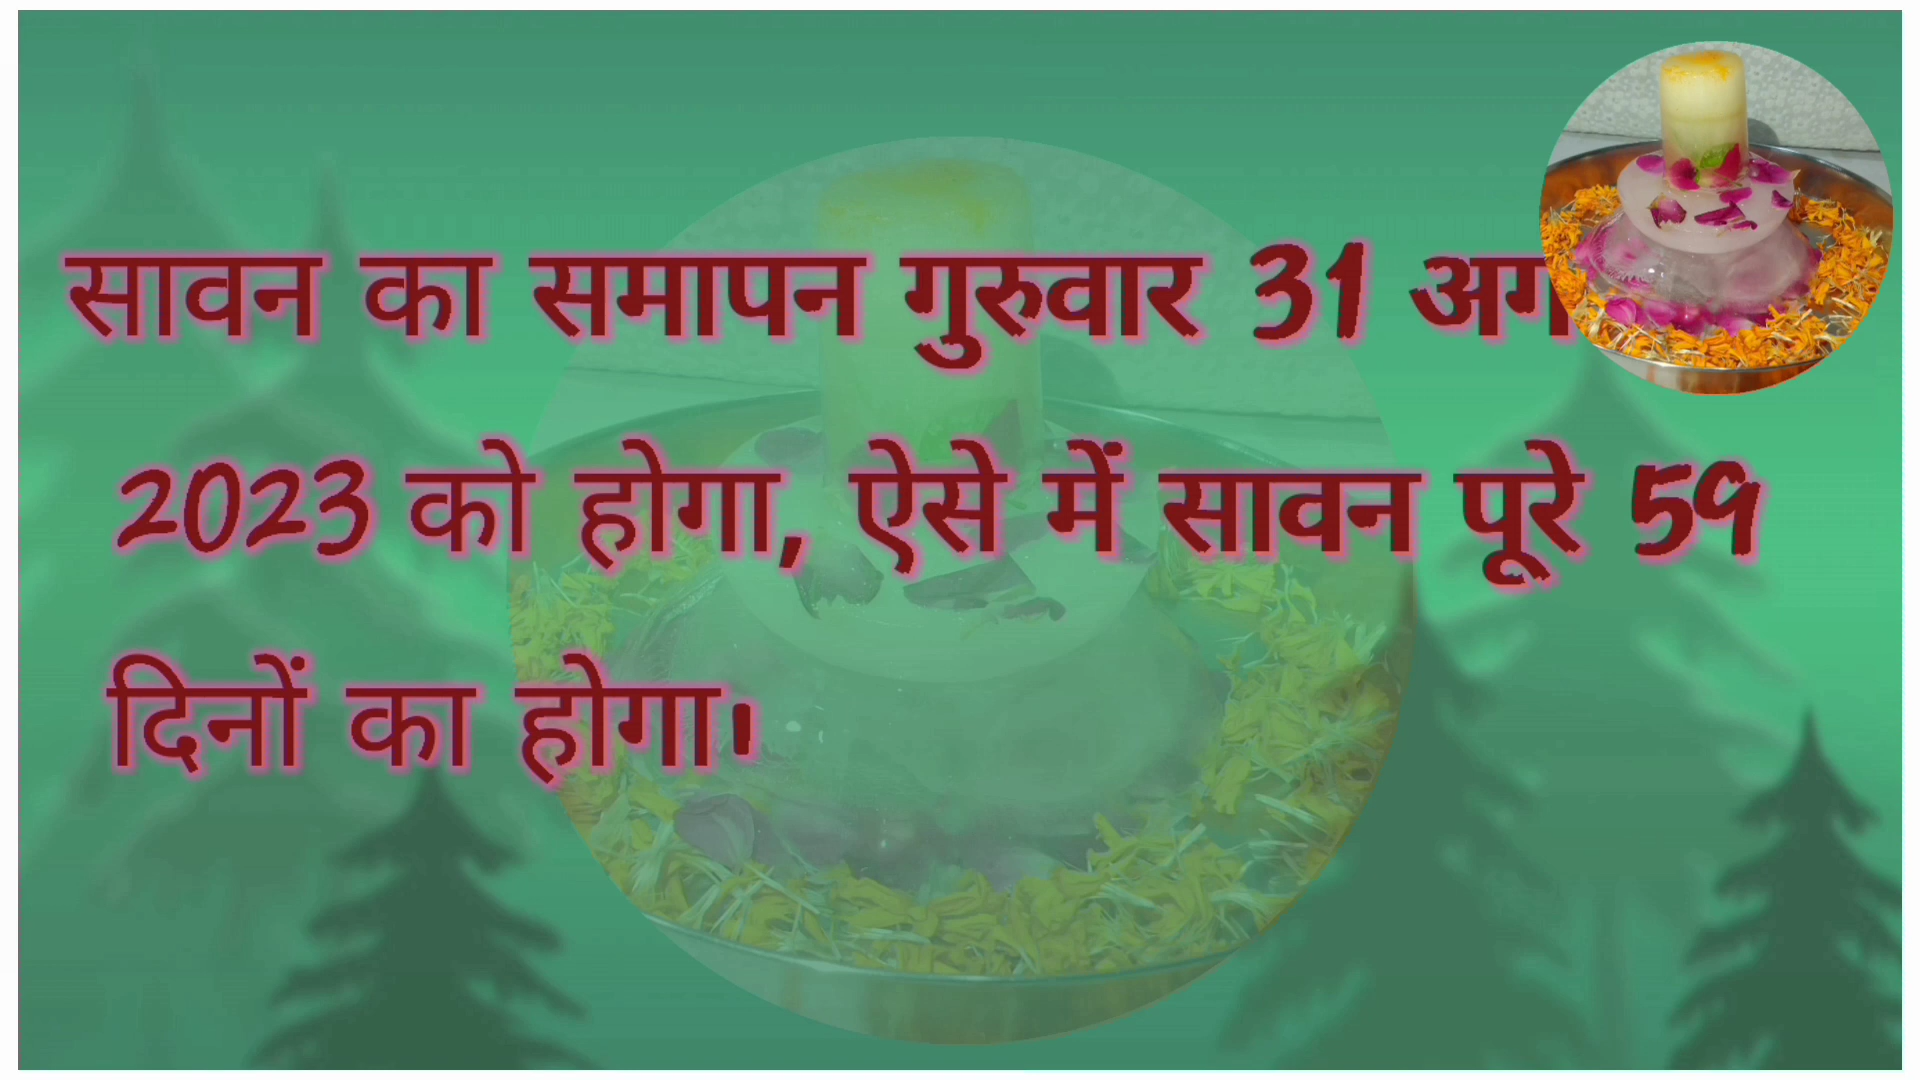 सावन का समापन गुरुवार 31 अग
2023 को होगा, ऐसे में सावन पूरे 59
दिनों का होगा।